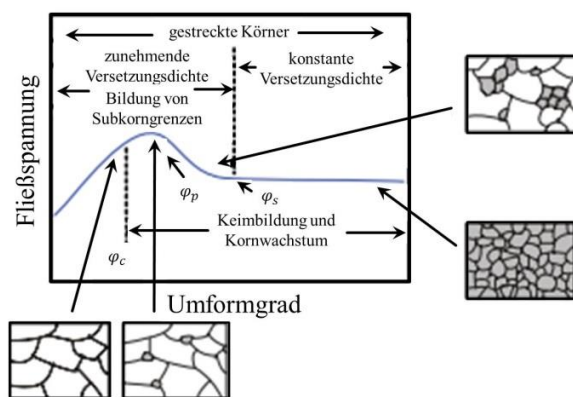 gestreckte Körner
zunehmende
Versetzungsdichte
Bildung von
Subkorngrenzen
konstante
Versetzungsdichte
Fließspannung
φp
φs
Keimbildung und
Kornwachstum
φc
Umformgrad